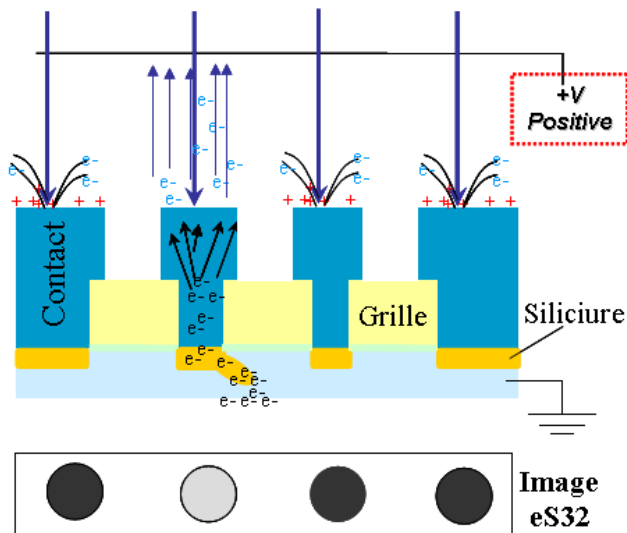 +V
Positive
e-
e-
e-
e-
e-
e-
e-
e-
e-
e-
e-
e-
e-
+ + + + + +
+ + + + +
+ + + + +
+ + + + + +
Contact
Grille
Siliciure
e-
e- e-
e-
e-
e-
e- e-
e- e-
e-
e- e- e-
Image
eS32